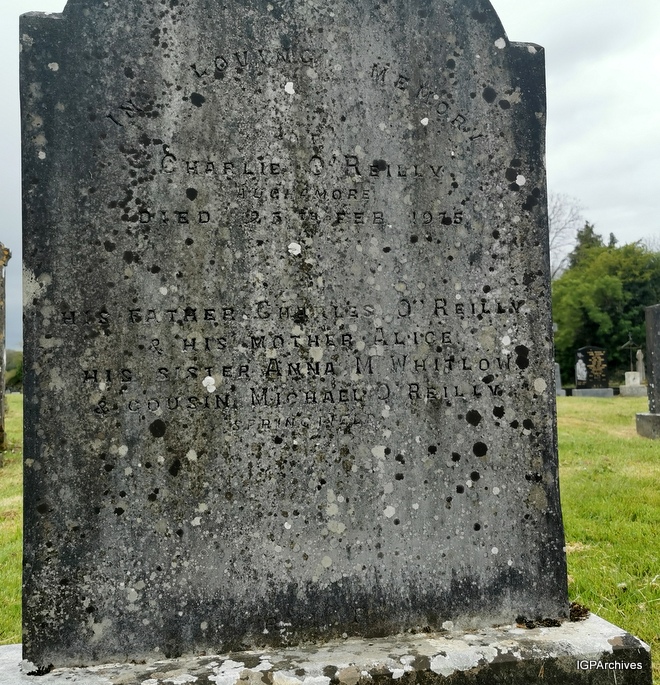 IN LOVING MEMORY
OF
CHARLIE O'REILLY
DIED 23RD FEB 1975
HIS FATHER CHARLES O'REILLY
& HIS MOTHER ALICE
HIS SISTER ANNA M WHITLOW
& COUSIN MICHAEL O'REILLY
SPRINGFIELD
IGPArchives